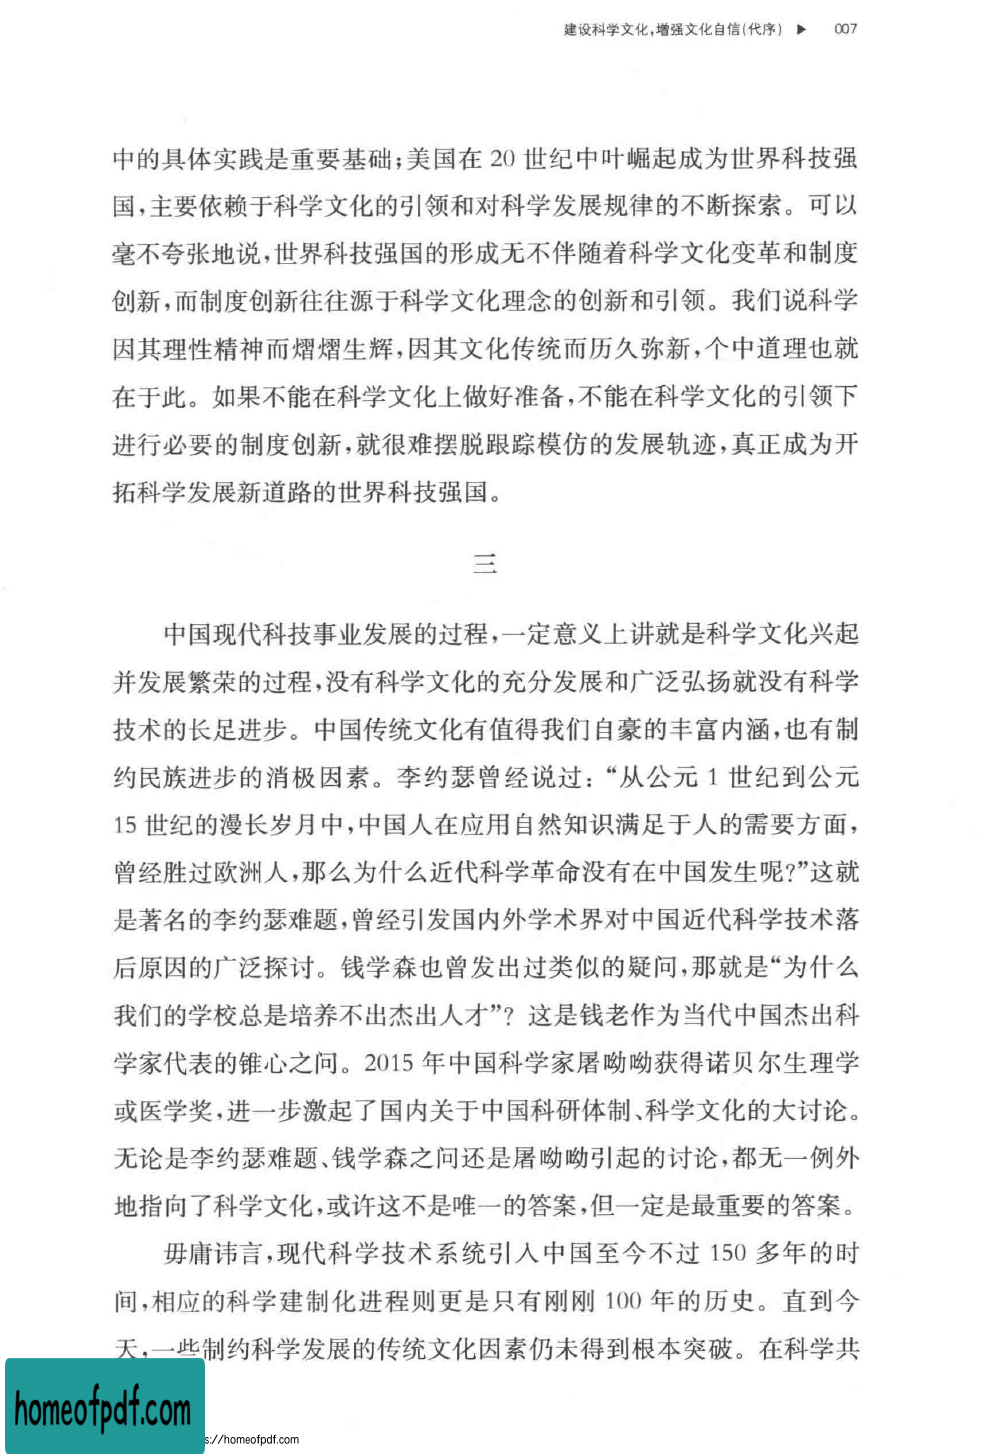 建设科学文化,增强文化自信(代序) ▶ 007
中的具体实践是重要基础;美国在 20 世纪中叶崛起成为世界科技强
国,主要依赖于科学文化的引领和对科学发展规律的不断探索。可以
毫不夸张地说,世界科技强国的形成无不伴随着科学文化变革和制度
创新,而制度创新往往源于科学文化理念的创新和引领。我们说科学
因其理性精神而熠熠生辉,因其文化传统而历久弥新,个中道理也就
在于此。如果不能在科学文化上做好准备,不能在科学文化的引领下
进行必要的制度创新,就很难摆脱跟踪模仿的发展轨迹,真正成为开
拓科学发展新道路的世界科技强国。
三
中国现代科技事业发展的过程,一定意义上讲就是科学文化兴起
并发展繁荣的过程,没有科学文化的充分发展和广泛弘扬就没有科学
技术的长足进步。中国传统文化有值得我们自豪的丰富内涵,也有制
约民族进步的消极因素。李约瑟曾经说过:“从公元 1 世纪到公元
15 世纪的漫长岁月中,中国人在应用自然知识满足于人的需要方面,
曾经胜过欧洲人,那么为什么近代科学革命没有在中国发生呢?”这就
是著名的李约瑟难题,曾经引发国内外学术界对中国近代科学技术落
后原因的广泛探讨。钱学森也曾发出过类似的疑问,那就是“为什么
我们的学校总是培养不出杰出人才”? 这是钱老作为当代中国杰出科
学家代表的锥心之问。2015 年中国科学家屠呦呦获得诺贝尔生理学
或医学奖,进一步激起了国内关于中国科研体制、科学文化的大讨论。
无论是李约瑟难题、钱学森之问还是屠呦呦引起的讨论,都无一例外
地指向了科学文化,或许这不是唯一的答案,但一定是最重要的答案。
毋庸讳言,现代科学技术系统引入中国至今不过 150 多年的时
间,相应的科学建制化进程则更是只有刚刚 100 年的历史。直到今
天,一些制约科学发展的传统文化因素仍未得到根本突破。在科学共
homeofpdf.com
s://homeofpdf.com